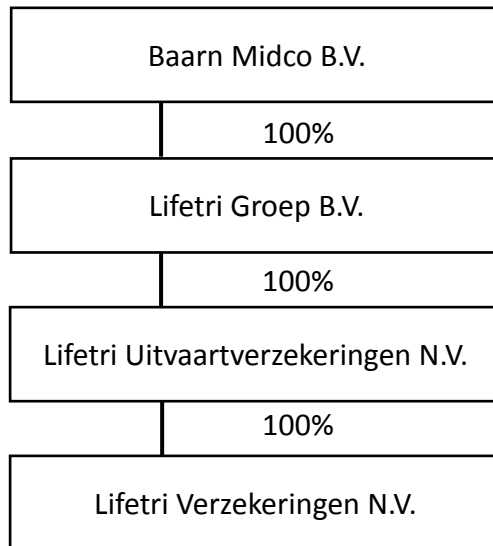 Baarn Midco B.V.
100%
Lifetri Groep B.V.
100%
Lifetri Uitvaartverzekeringen N.V.
100%
Lifetri Verzekeringen N.V.